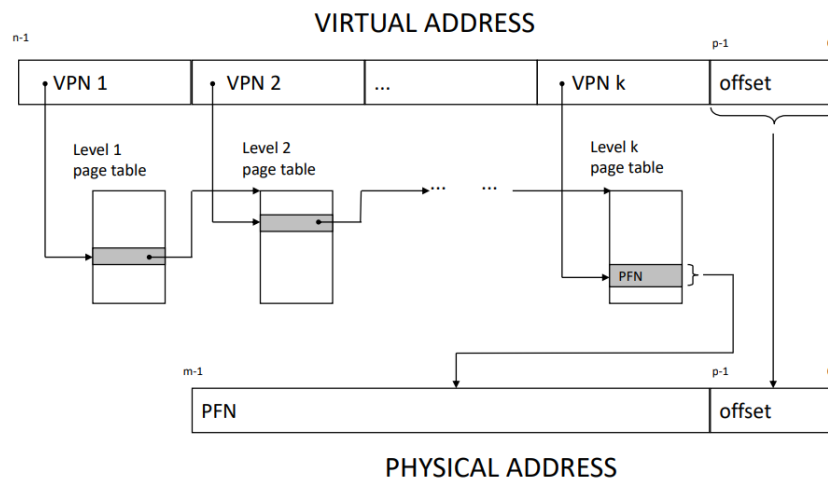 VIRTUAL ADDRESS
n-1
p-1
VPN 1
VPN 2
...
VPN k
offset
Level 1
page table
Level 2
page table
...
...
Level k
page table
PFN
m-1
p-1
PFN
offset
PHYSICAL ADDRESS